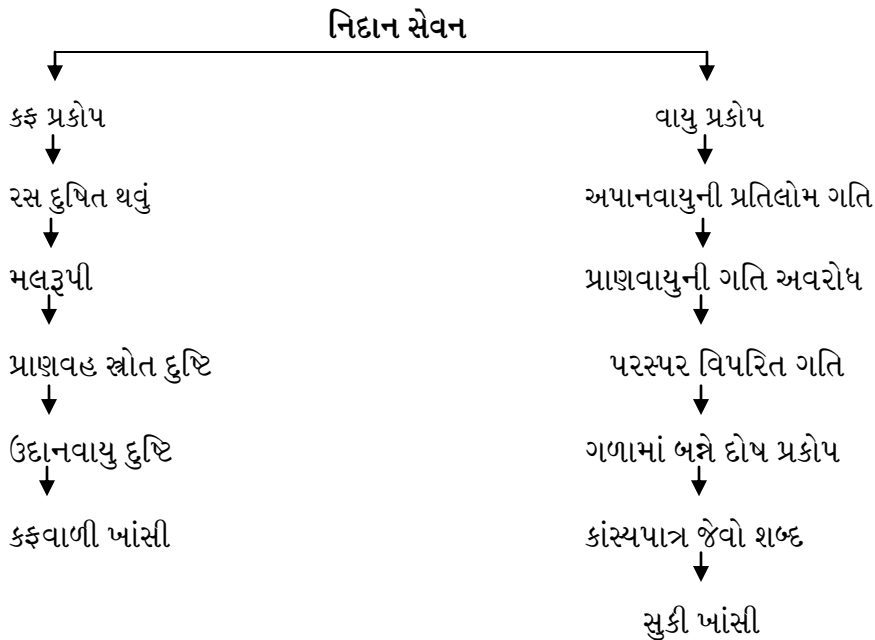 નિદાન સેવન
કફ પ્રકોપ
રસ દુષિત થવું
મલરૂપી
પ્રાણવહ સ્ત્રોત દુષ્ટિ
ઉદાનવાયુ દુષ્ટિ
કફવાળી ખાંસી
વાયુ પ્રકોપ
અપાનવાયુની પ્રતિલોમ ગતિ
પ્રાણવાયુની ગતિ અવરોધ
પરસ્પર વિપરિત ગતિ
ગળામાં બન્ને દોષ પ્રકોપ
કાંસ્યપાત્ર જેવો શબ્દ
સુકી ખાંસી